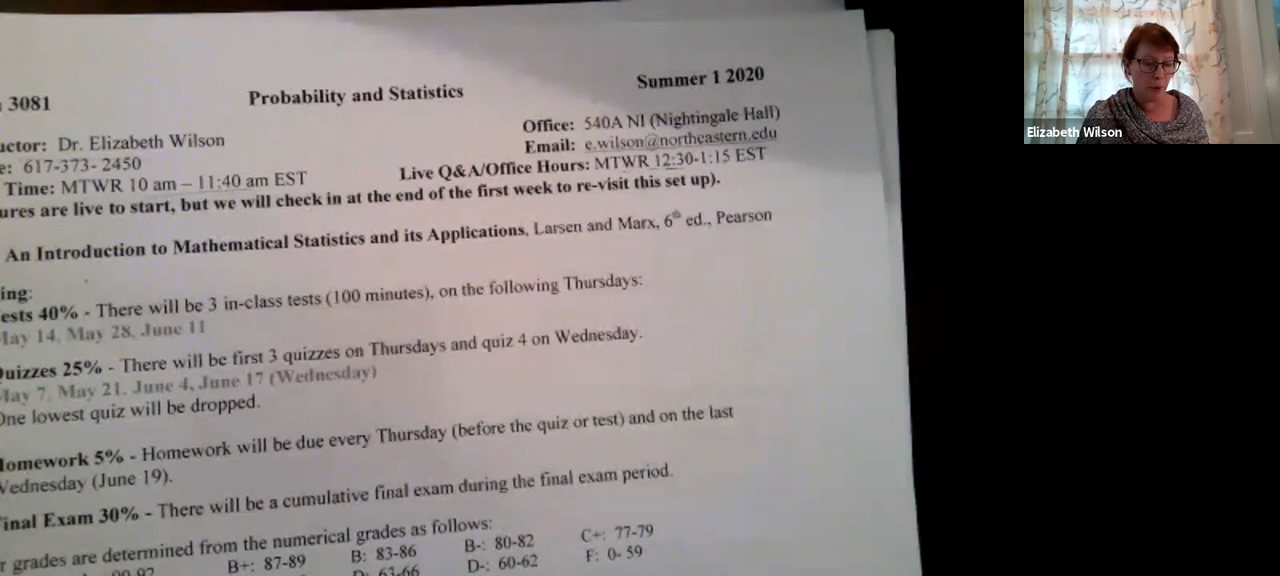 3081 Probability and Statistics Summer 1 2020
uctor: Dr. Elizabeth Wilson Office: 540A NI (Nightingale Hall)
e: 617-373- 2450 Email: e.wilson@northeastern.edu
Time: MTWR 10 am – 11:40 am EST Live Q&A/Office Hours: MTWR 12:30-1:15 EST
ures are live to start, but we will check in at the end of the first week to re-visit this set up).
An Introduction to Mathematical Statistics and its Applications, Larsen and Marx, 6th ed., Pearson
ing:
ests 40% - There will be 3 in-class tests (100 minutes), on the following Thursdays:
May 14, May 28, June 11
uizzes 25% - There will be first 3 quizzes on Thursdays and quiz 4 on Wednesday.
May 7, May 21, June 4, June 17 (Wednesday)
One lowest quiz will be dropped.
omework 5% - Homework will be due every Thursday (before the quiz or test) and on the last
Wednesday (June 19).
inal Exam 30% - There will be a cumulative final exam during the final exam period.
r grades are determined from the numerical grades as follows:
90-92 B+: 87-89 B: 83-86 B-: 80-82 C+: 77-79
D: 63-66 D-: 60-62 F: 0- 59
Elizabeth Wilson